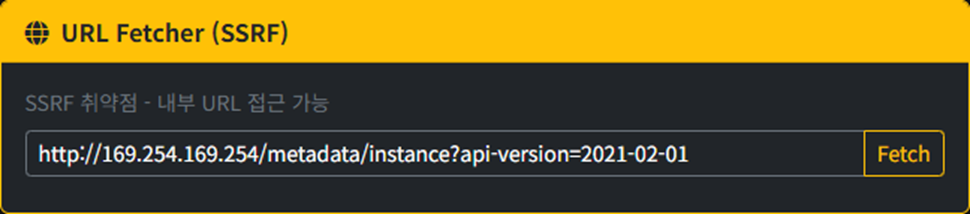 URL Fetcher (SSRF)
SSRF 취약점 - 내부 URL 접근 가능
http://169.254.169.254/metadata/instance?api-version=2021-02-01 Fetch